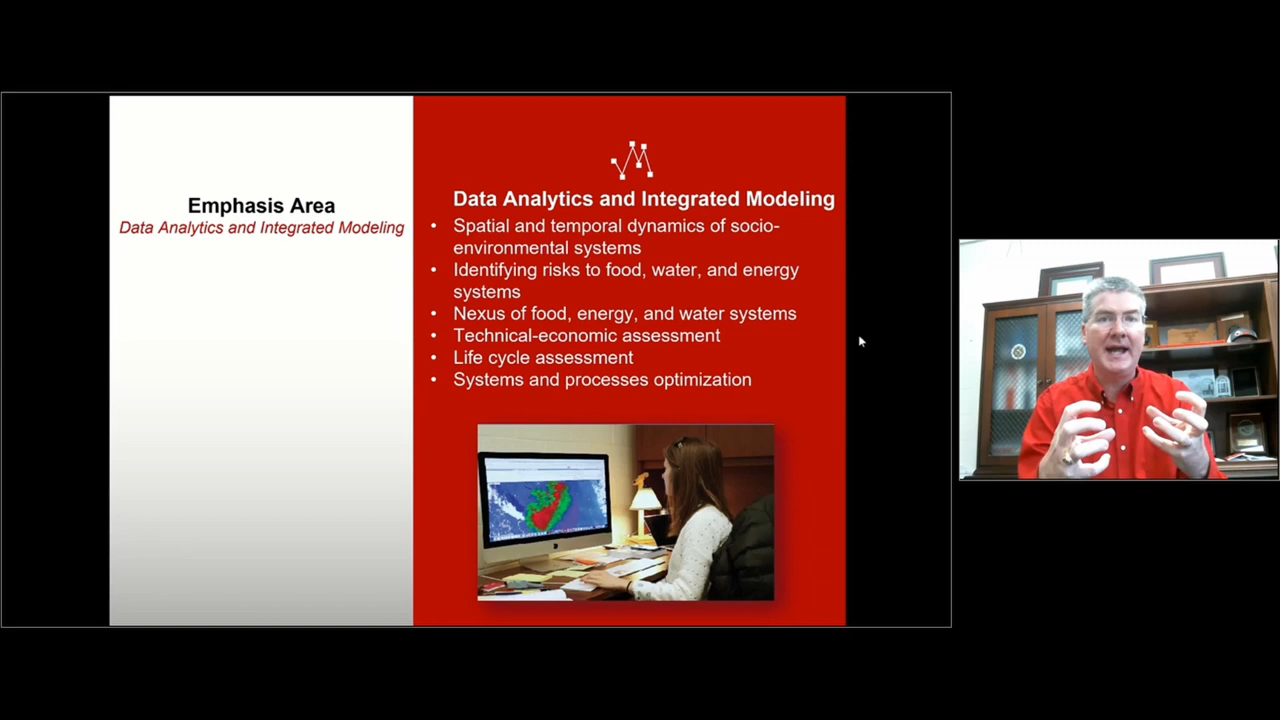 Emphasis Area
Data Analytics and Integrated Modeling
Data Analytics and Integrated Modeling
• Spatial and temporal dynamics of socio-
environmental systems
• Identifying risks to food, water, and energy
systems
• Nexus of food, energy, and water systems
• Technical-economic assessment
• Life cycle assessment
• Systems and processes optimization